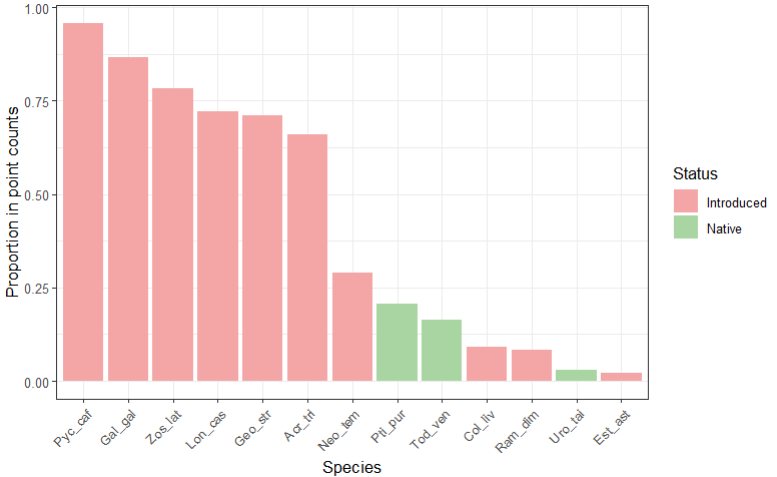 1.00
0.75
0.50
0.25
0.00
Proportion in point counts
Pyc_caf
Gal_gal
Zos_lat
Lon_cas
Geo_str
Acr_tri
Neo_tem
Ptl_pur
Tod_ven
Col_liv
Ram_dim
Uro_tai
Est_ast
Species
Status
Introduced
Native